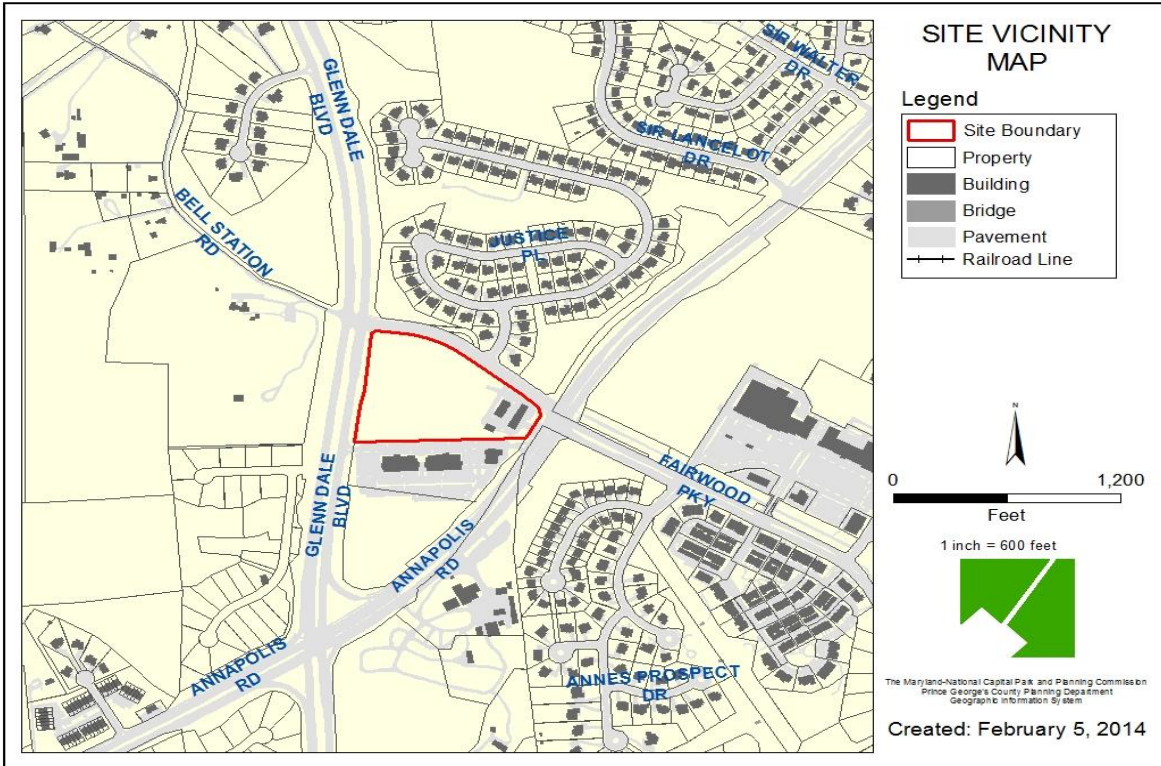 SITE VICINITY
MAP
Legend
Site Boundary
Property
Building
Bridge
Pavement
Railroad Line
N
0 1,200
Feet
1 inch = 600 feet
The Maryland-National Capital Park and Planning Commission
Prince George's County Planning Department
Geographic Information System
Created: February 5, 2014
GLENN DALE
BLVD
SIR WALTER
DR
SIR LANCELOT
DR
BELL STATION
RD
JUSTICE
PL
GLENN DALE
BLVD
FAIRWOOD
PKY
ANNAPOLIS
RD
ANNAPOLIS
RD
ANNES PROSPECT
DR